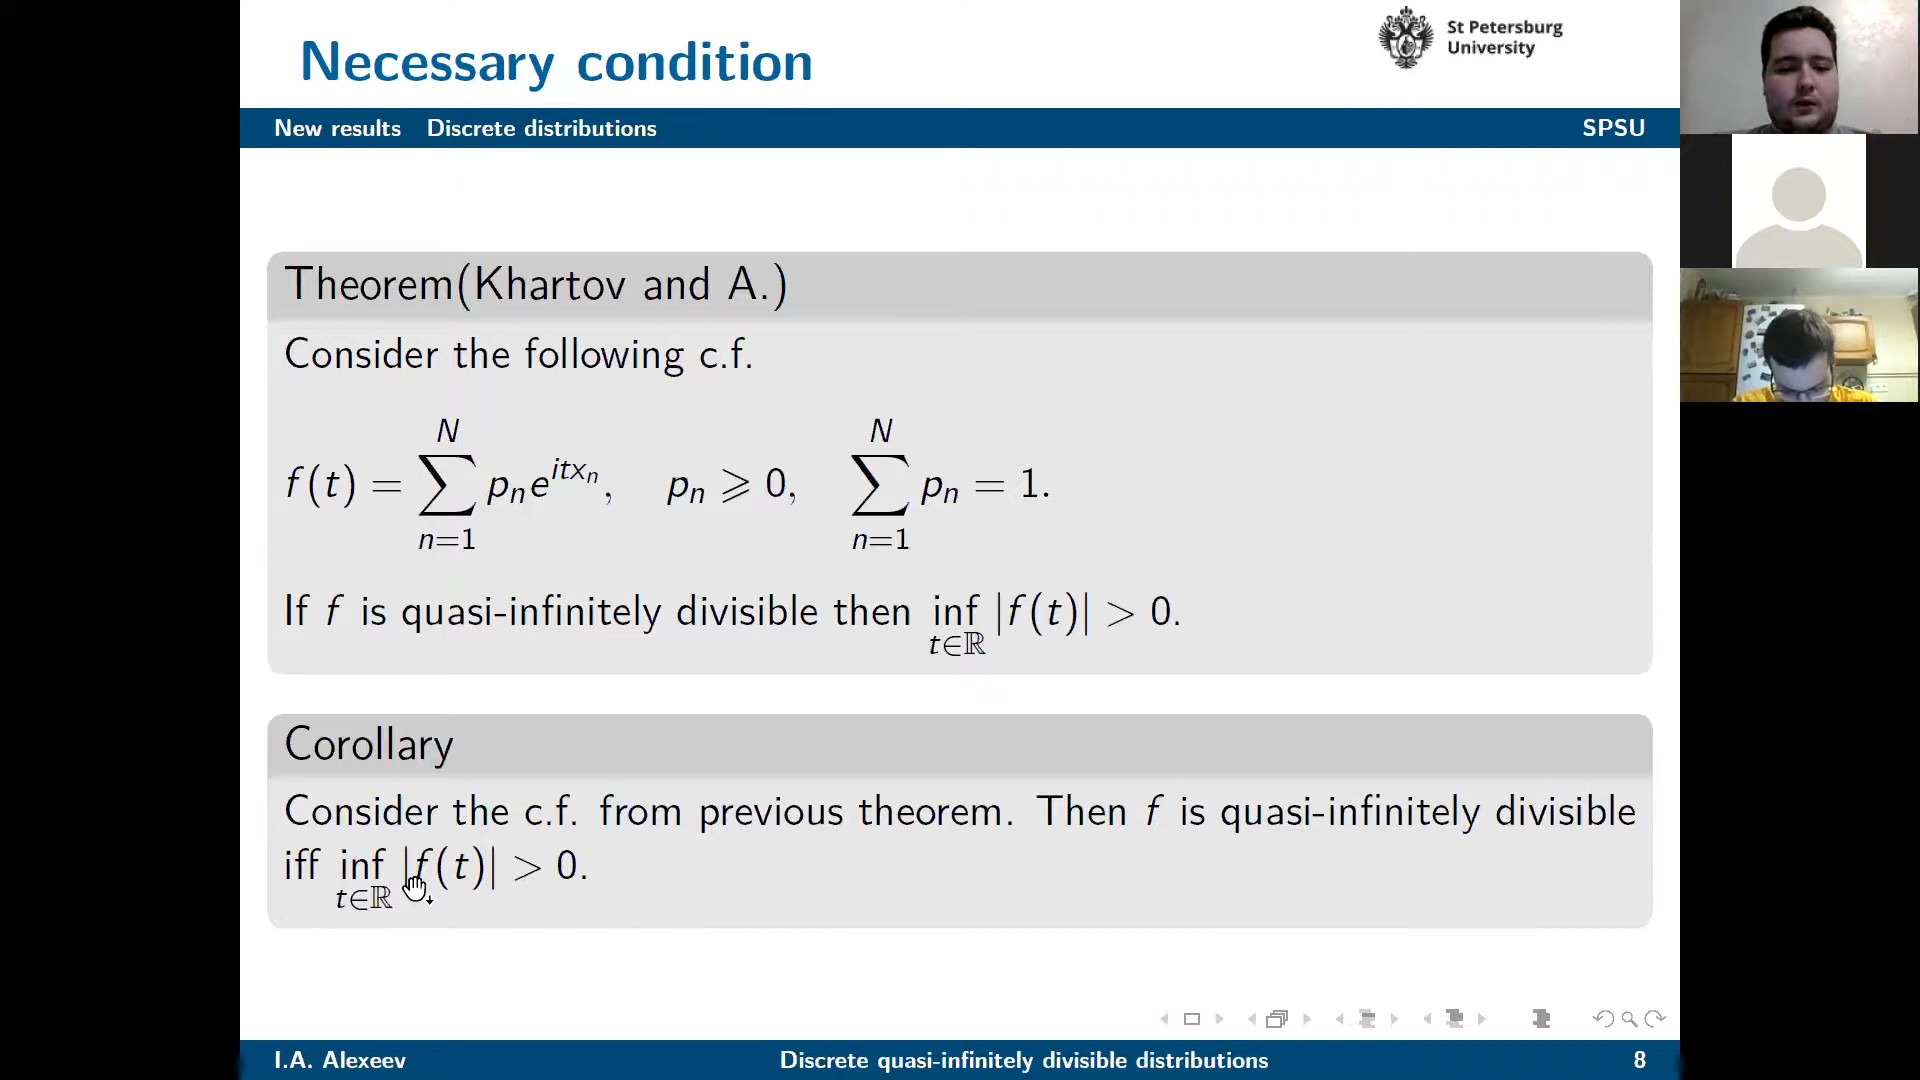 Necessary condition
St Petersburg
University
New results Discrete distributions SPSU
Theorem(Khartov and A.)
Consider the following c.f.
f(t) = \sum_{n=1}^{N} p_n e^{itx_n}, p_n ⩾ 0, \sum_{n=1}^{N} p_n = 1.
If f is quasi-infinitely divisible then \inf_{t∈ℝ} |f(t)| > 0.
Corollary
Consider the c.f. from previous theorem. Then f is quasi-infinitely divisible
iff \inf_{t∈ℝ} |f(t)| > 0.
I.A. Alexeev Discrete quasi-infinitely divisible distributions 8